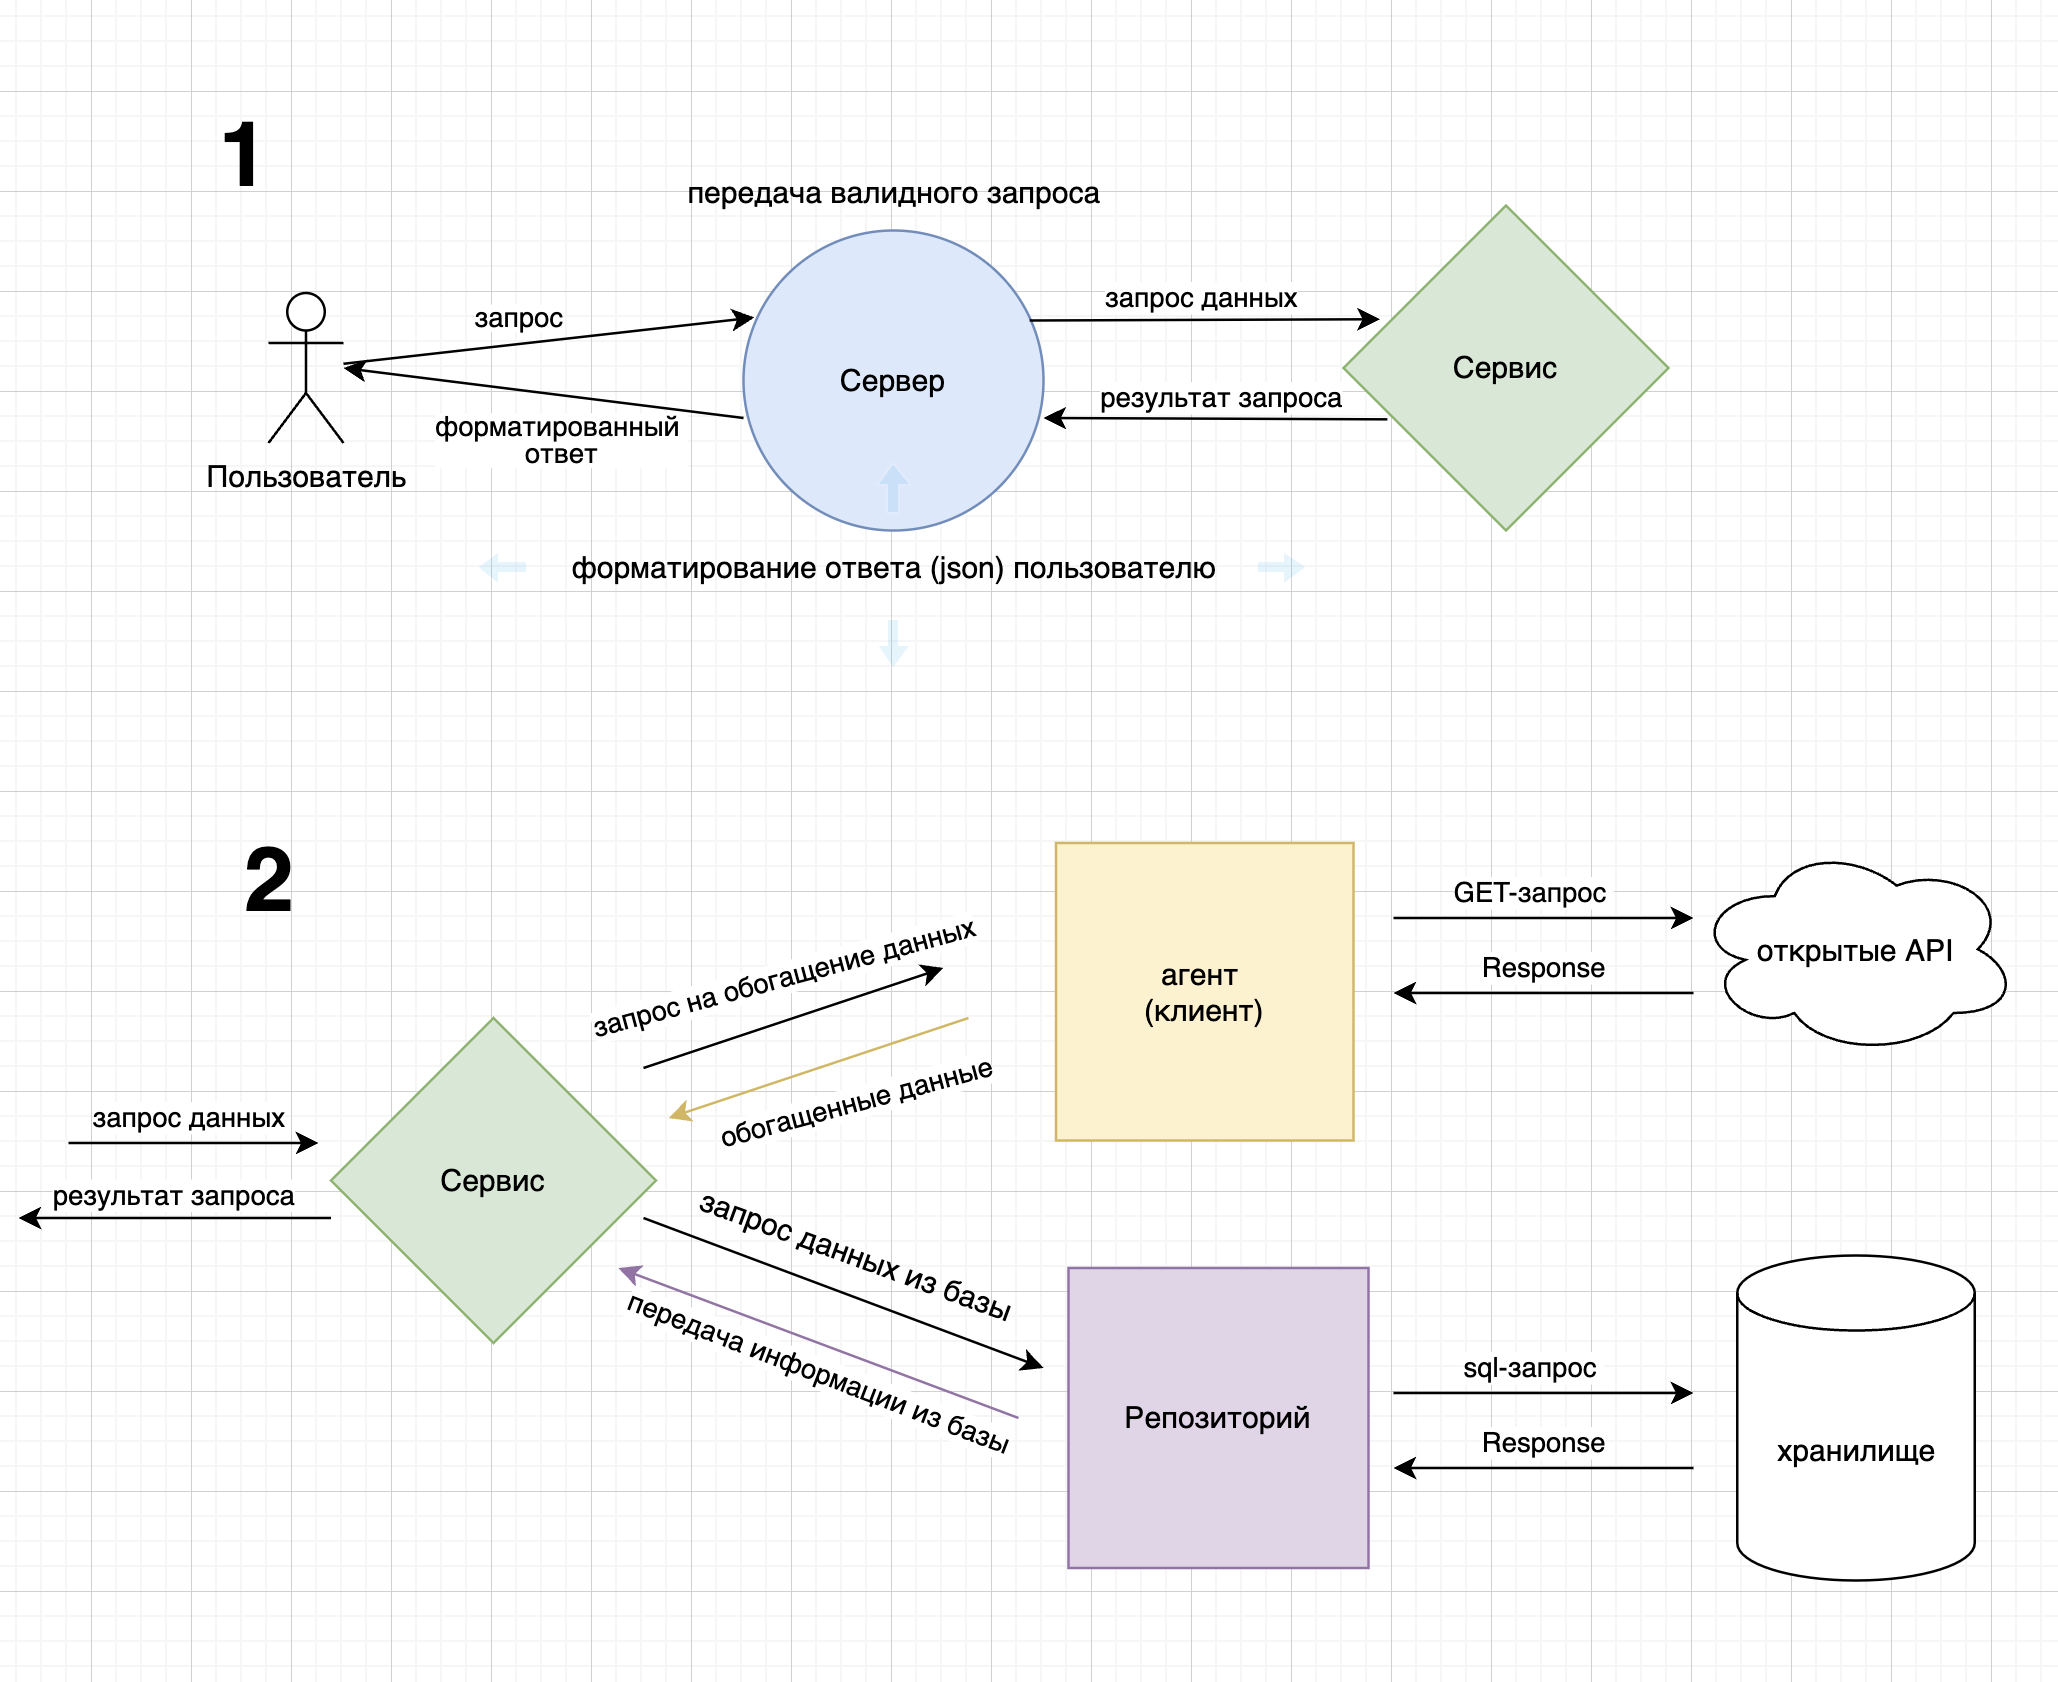 1
передача валидного запроса
запрос
запрос данных
Сервер
Сервис
результат запроса
форматированный
ответ
Пользователь
форматирование ответа (json) пользователю
2
GET-запрос
запрос на обогащение данных
открытые API
агент
(клиент)
Response
обогащенные данные
запрос данных
Сервис
результат запроса
запрос данных из базы
передача информации из базы
sql-запрос
Репозиторий
Response
хранилище